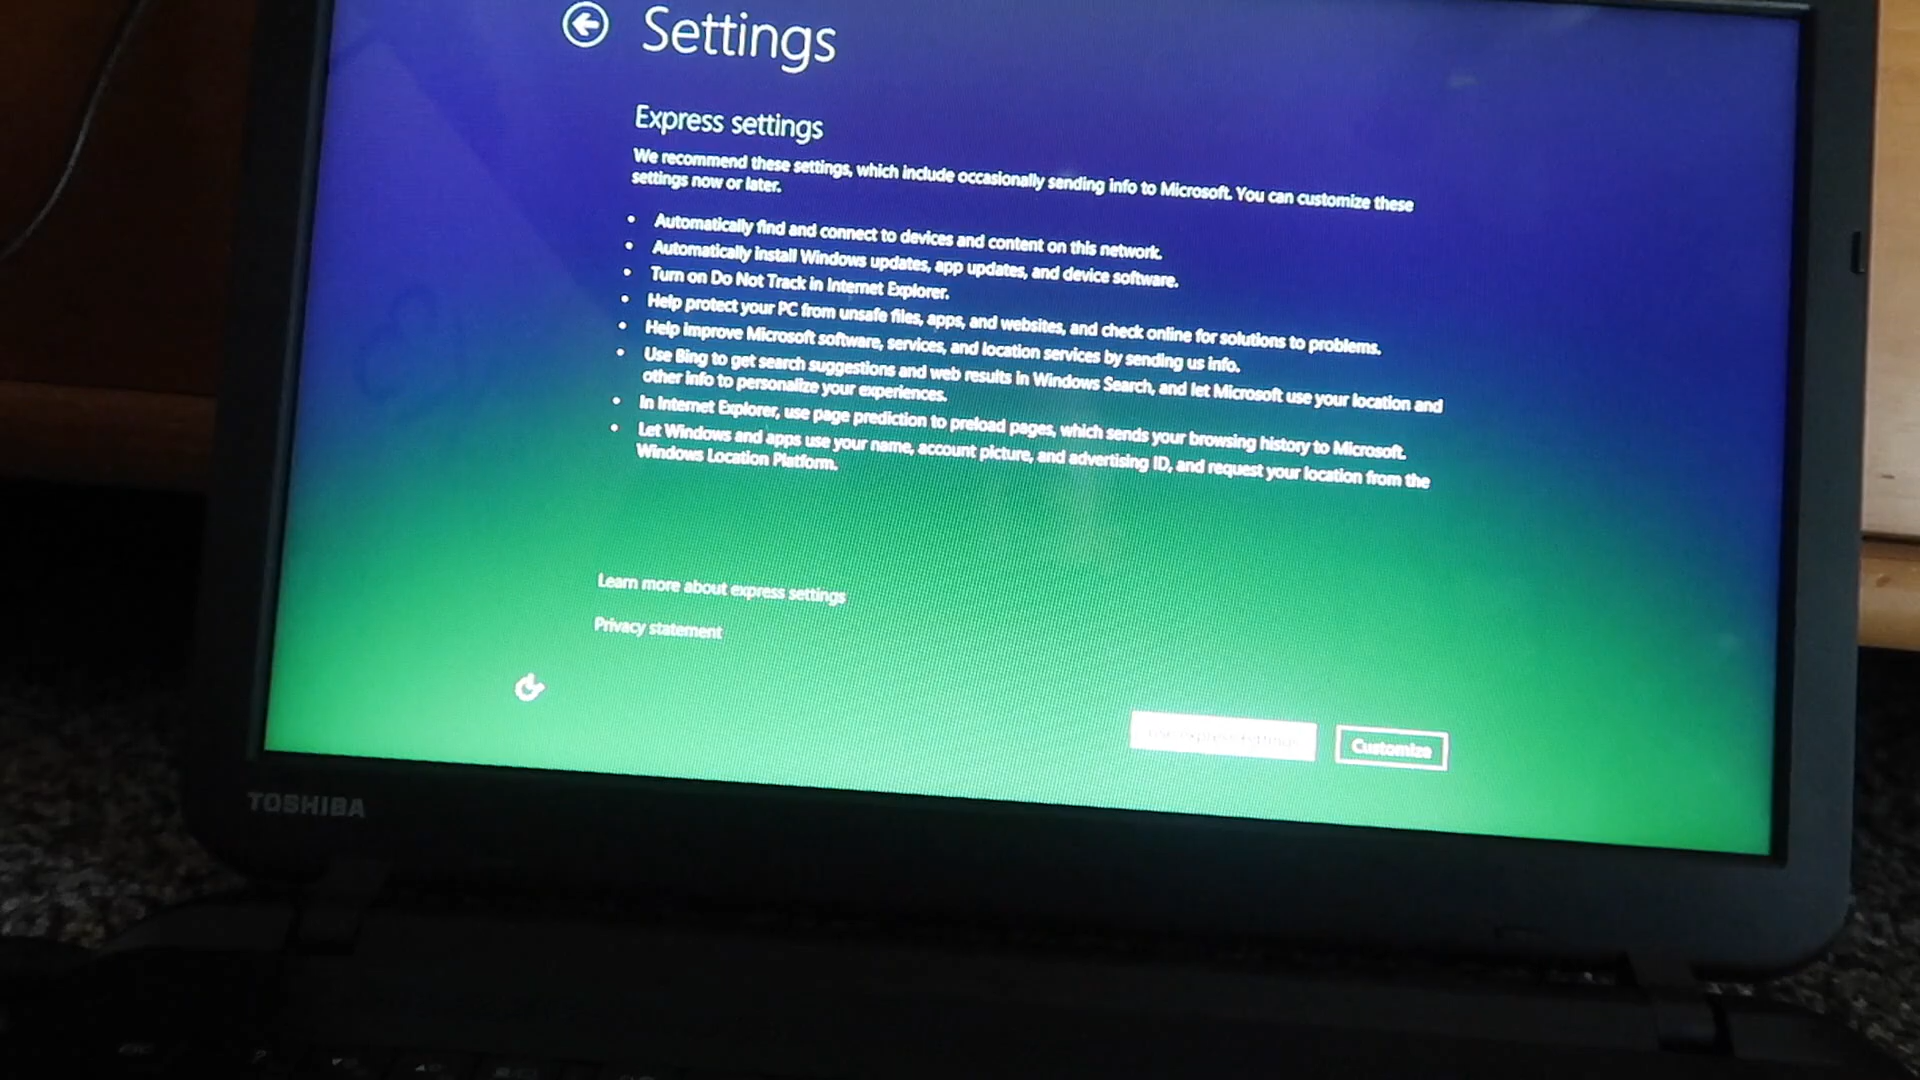 Settings
Express settings
We recommend these settings, which include occasionally sending info to Microsoft. You can customize these
settings now or later.
• Automatically find and connect to devices and content on this network.
• Automatically install Windows updates, app updates, and device software.
• Turn on Do Not Track in Internet Explorer.
• Help protect your PC from unsafe files, apps, and websites, and check online for solutions to problems.
• Help improve Microsoft software, services, and location services by sending us info.
• Use Bing to get search suggestions and web results in Windows Search, and let Microsoft use your location and
other info to personalize your experiences.
• In Internet Explorer, use page prediction to preload pages, which sends your browsing history to Microsoft.
• Let Windows and apps use your name, account picture, and advertising ID, and request your location from the
Windows Location Platform.
Learn more about express settings
Privacy statement
Use express settings
Customize
TOSHIBA